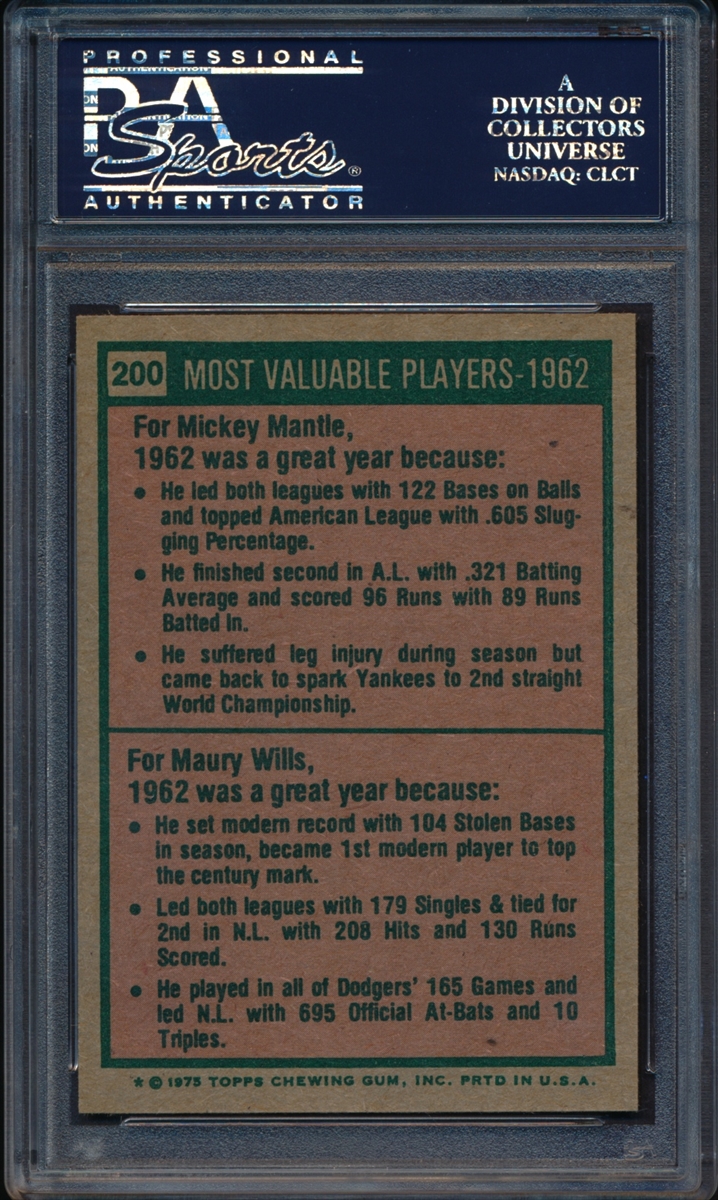 PROFESSIONAL
PSA
Sports®
AUTHENTICATOR
A
DIVISION OF
COLLECTORS
UNIVERSE
NASDAQ: CLCT
200 MOST VALUABLE PLAYERS-1962
For Mickey Mantle,
1962 was a great year because:
• He led both leagues with 122 Bases on Balls
and topped American League with .605 Slug-
ging Percentage.
• He finished second in A.L. with .321 Batting
Average and scored 96 Runs with 89 Runs
Batted In.
• He suffered leg injury during season but
came back to spark Yankees to 2nd straight
World Championship.
For Maury Wills,
1962 was a great year because:
• He set modern record with 104 Stolen Bases
in season, became 1st modern player to top
the century mark.
• Led both leagues with 179 Singles & tied for
2nd in N.L. with 208 Hits and 130 Runs
Scored.
• He played in all of Dodgers' 165 Games and
led N.L. with 695 Official At-Bats and 10
Triples.
* © 1975 TOPPS CHEWING GUM, INC. PRTD IN U.S.A.